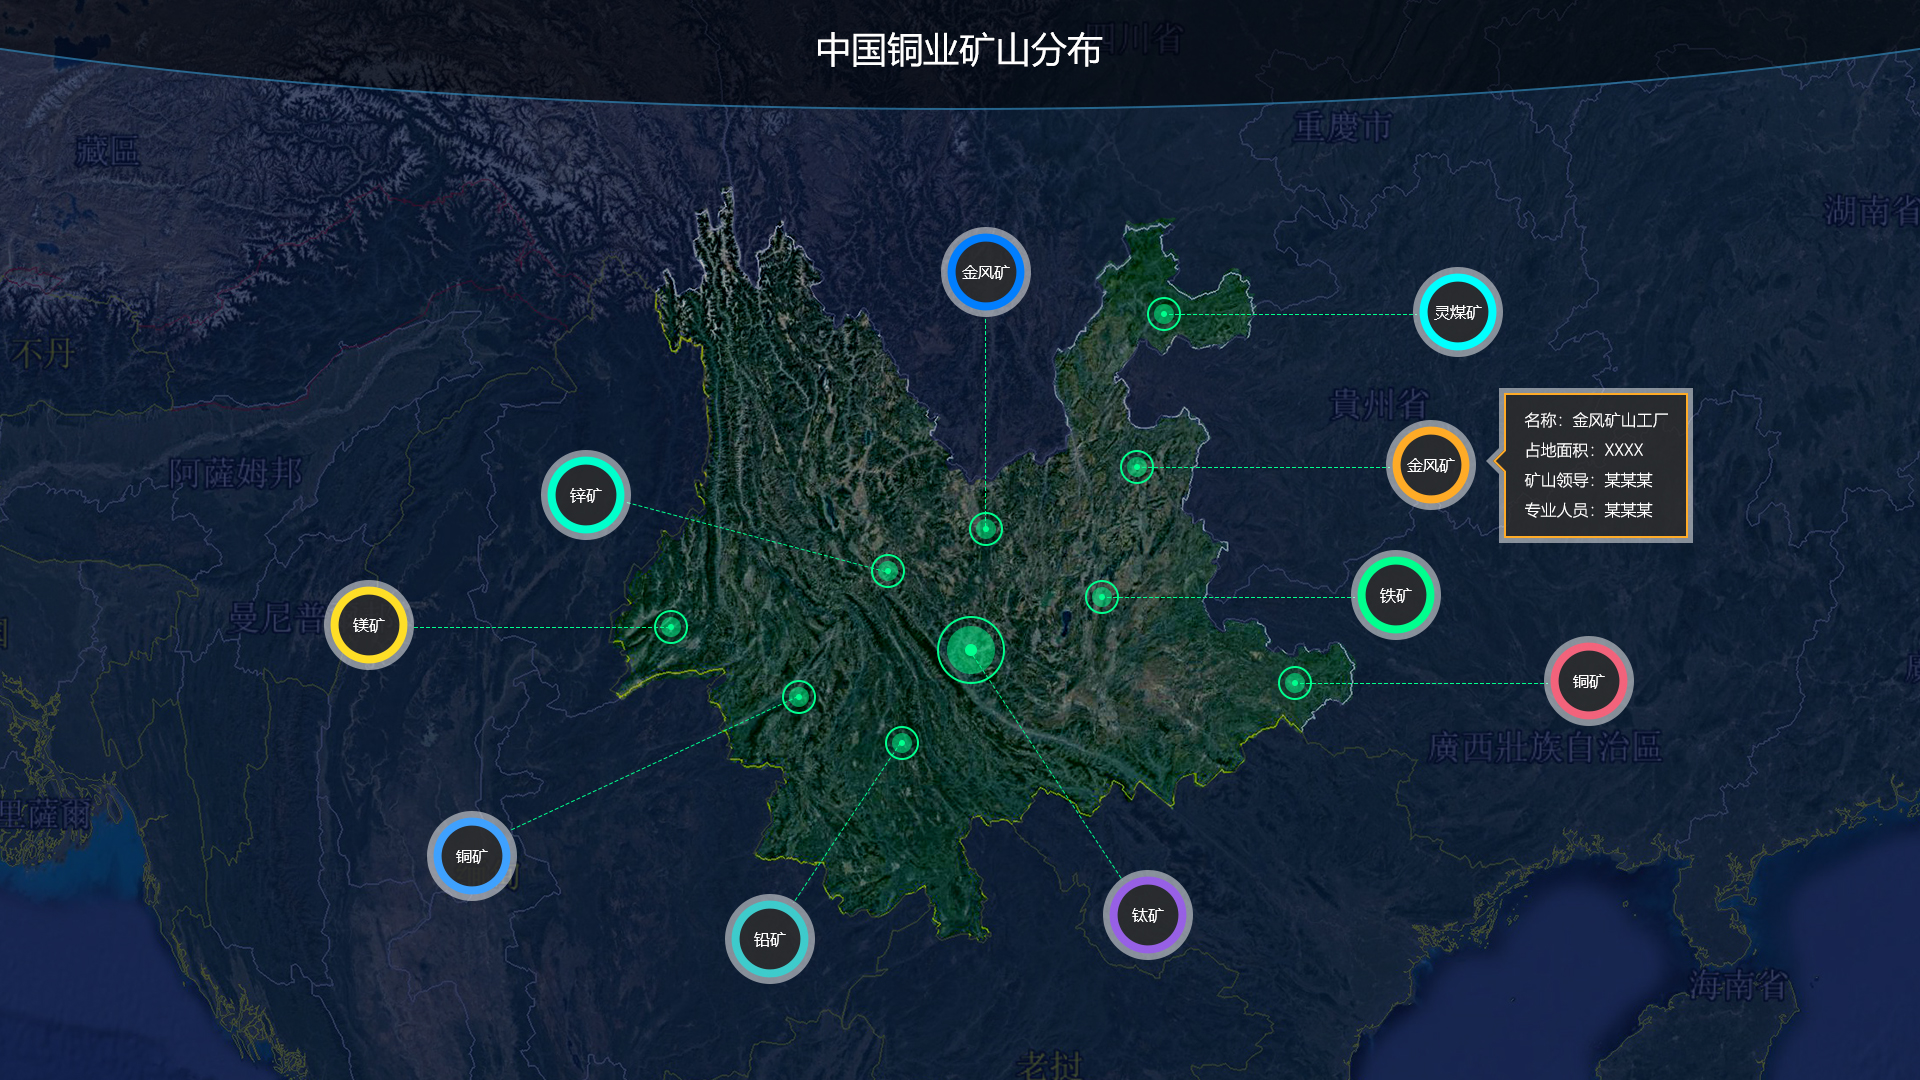 中国铜业矿山分布
四川省
重慶市
藏區
湖南省
金风矿
灵煤矿
不丹
貴州省
名称：金风矿山工厂
占地面积：XXXX
矿山领导：某某某
专业人员：某某某
金风矿
阿薩姆邦
锌矿
铁矿
曼尼普
镁矿
铜矿
廣西壯族自治區
里薩爾
铜矿
钛矿
铅矿
海南省
老挝